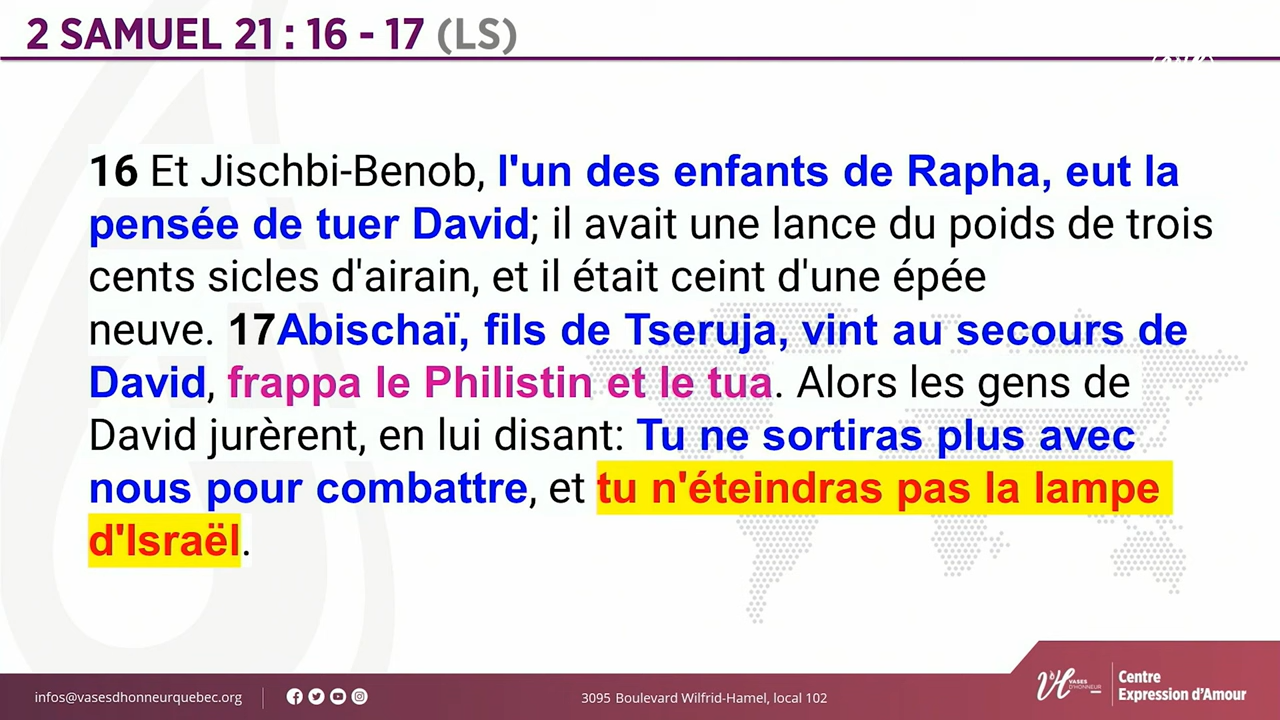 2 SAMUEL 21 : 16 - 17 (LS)
16 Et Jischbi-Benob, l'un des enfants de Rapha, eut la
pensée de tuer David; il avait une lance du poids de trois
cents sicles d'airain, et il était ceint d'une épée
neuve. 17Abischaï, fils de Tseruja, vint au secours de
David, frappa le Philistin et le tua. Alors les gens de
David jurèrent, en lui disant: Tu ne sortiras plus avec
nous pour combattre, et tu n'éteindras pas la lampe
d'Israël.
infos@vasesdhonneurquebec.org
3095 Boulevard Wilfrid-Hamel, local 102
VH VASES D'HONNEUR
Centre
Expression d'Amour